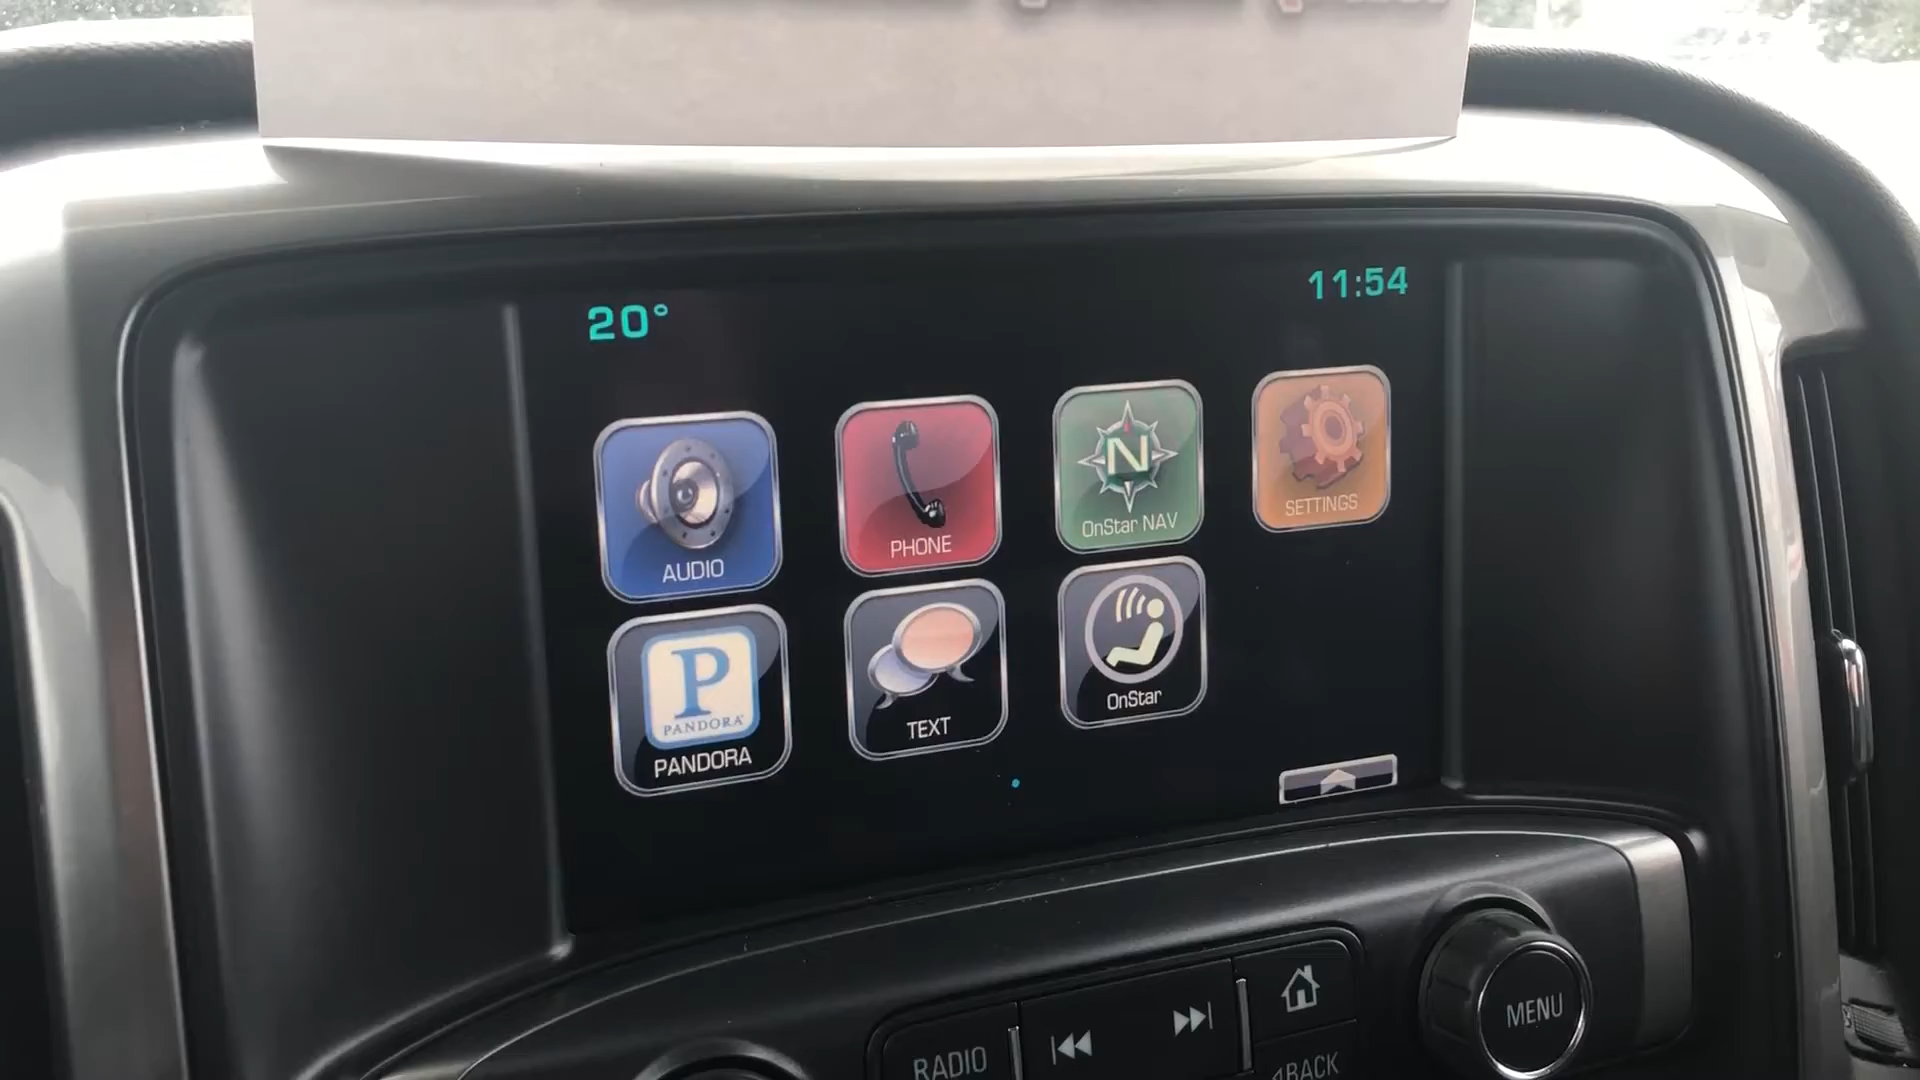 20°
11:54
AUDIO
PHONE
N
OnStar NAV
SETTINGS
P
PANDORA
PANDORA
TEXT
OnStar
RADIO
BACK
MENU